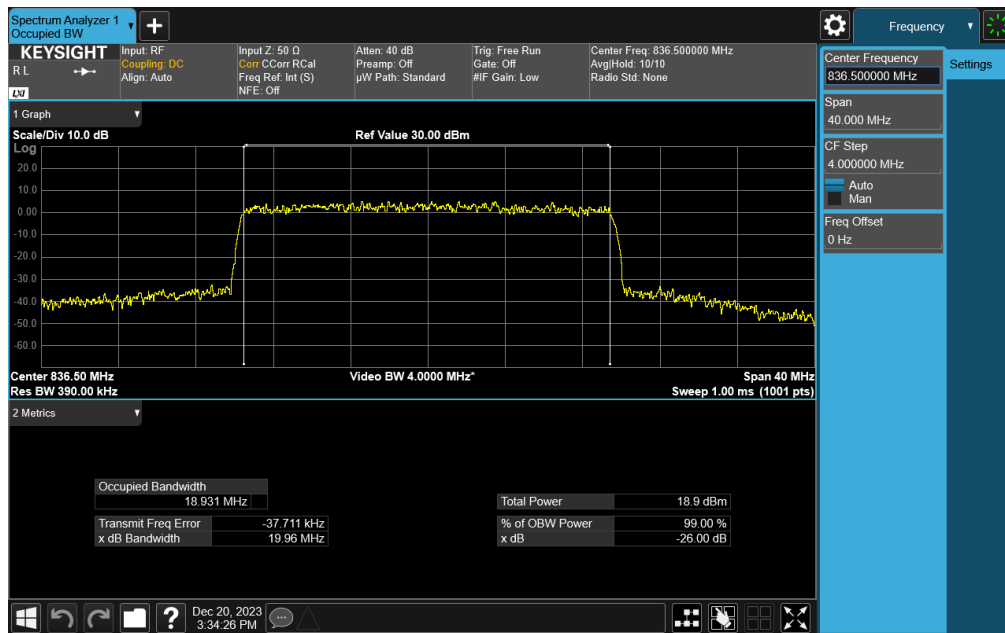 Spectrum Analyzer 1
Occupied BW
KEYSIGHT
R L
LXI
Input: RF
Coupling: DC
Align: Auto
Input Z: 50 Ω
Corr CCorr RCal
Freq Ref: Int (S)
NFE: Off
Atten: 40 dB
Preamp: Off
µW Path: Standard
Trig: Free Run
Gate: Off
#IF Gain: Low
Center Freq: 836.500000 MHz
Avg|Hold: 10/10
Radio Std: None
1 Graph
Scale/Div 10.0 dB
Ref Value 30.00 dBm
Log
20.0
10.0
0.00
-10.0
-20.0
-30.0
-40.0
-50.0
-60.0
Center 836.50 MHz
Video BW 4.0000 MHz*
Span 40 MHz
Res BW 390.00 kHz
Sweep 1.00 ms (1001 pts)
2 Metrics
Occupied Bandwidth
18.931 MHz
Transmit Freq Error -37.711 kHz
x dB Bandwidth 19.96 MHz
Total Power 18.9 dBm
% of OBW Power 99.00 %
x dB -26.00 dB
Dec 20, 2023
3:34:26 PM
Frequency
Center Frequency
836.500000 MHz
Settings
Span
40.000 MHz
CF Step
4.000000 MHz
Auto
Man
Freq Offset
0 Hz